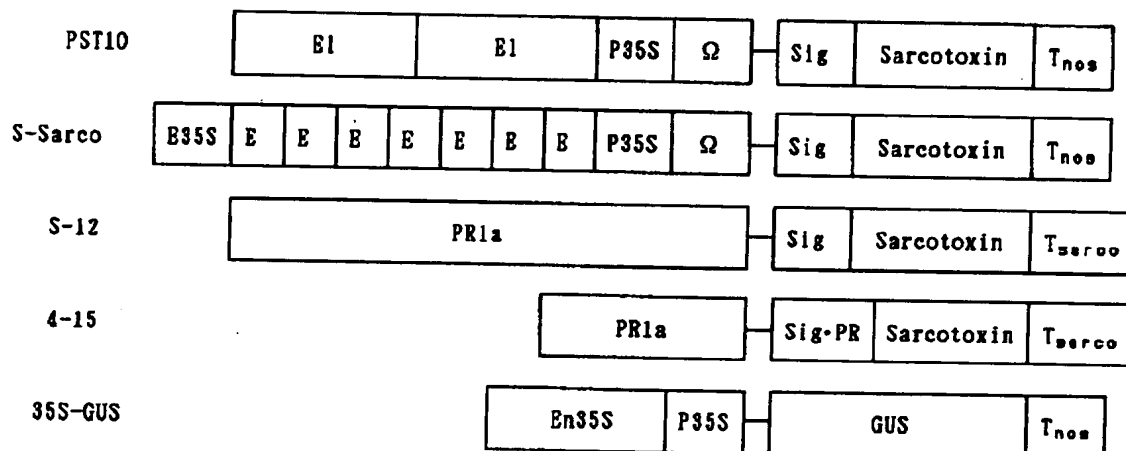 PST10 El El P35S Ω Sig Sarcotoxin Tnos
S-Sarco E35S E E E E E E E P35S Ω Sig Sarcotoxin Tnos
S-12 PR1a Sig Sarcotoxin Tsarco
4-15 PR1a Sig·PR Sarcotoxin Tsarco
35S-GUS En35S P35S GUS Tnos